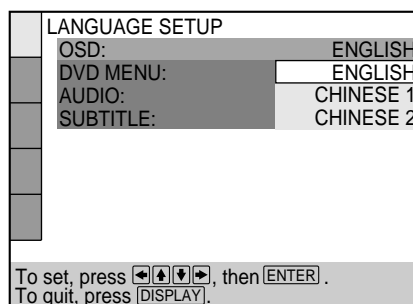 LANGUAGE SETUP
OSD: ENGLISH
DVD MENU: ENGLISH
AUDIO: CHINESE 1
SUBTITLE: CHINESE 2
To set, press , then ENTER .
To quit, press DISPLAY.